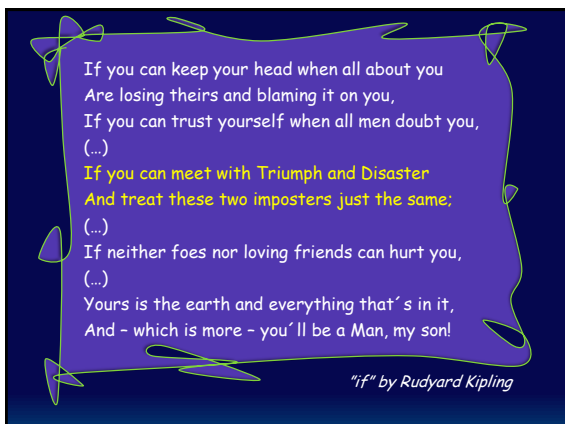 If you can keep your head when all about you
Are losing theirs and blaming it on you,
If you can trust yourself when all men doubt you,
(…)
If you can meet with Triumph and Disaster
And treat these two imposters just the same;
(…)
If neither foes nor loving friends can hurt you,
(…)
Yours is the earth and everything that´s in it,
And – which is more – you´ll be a Man, my son!
"if" by Rudyard Kipling